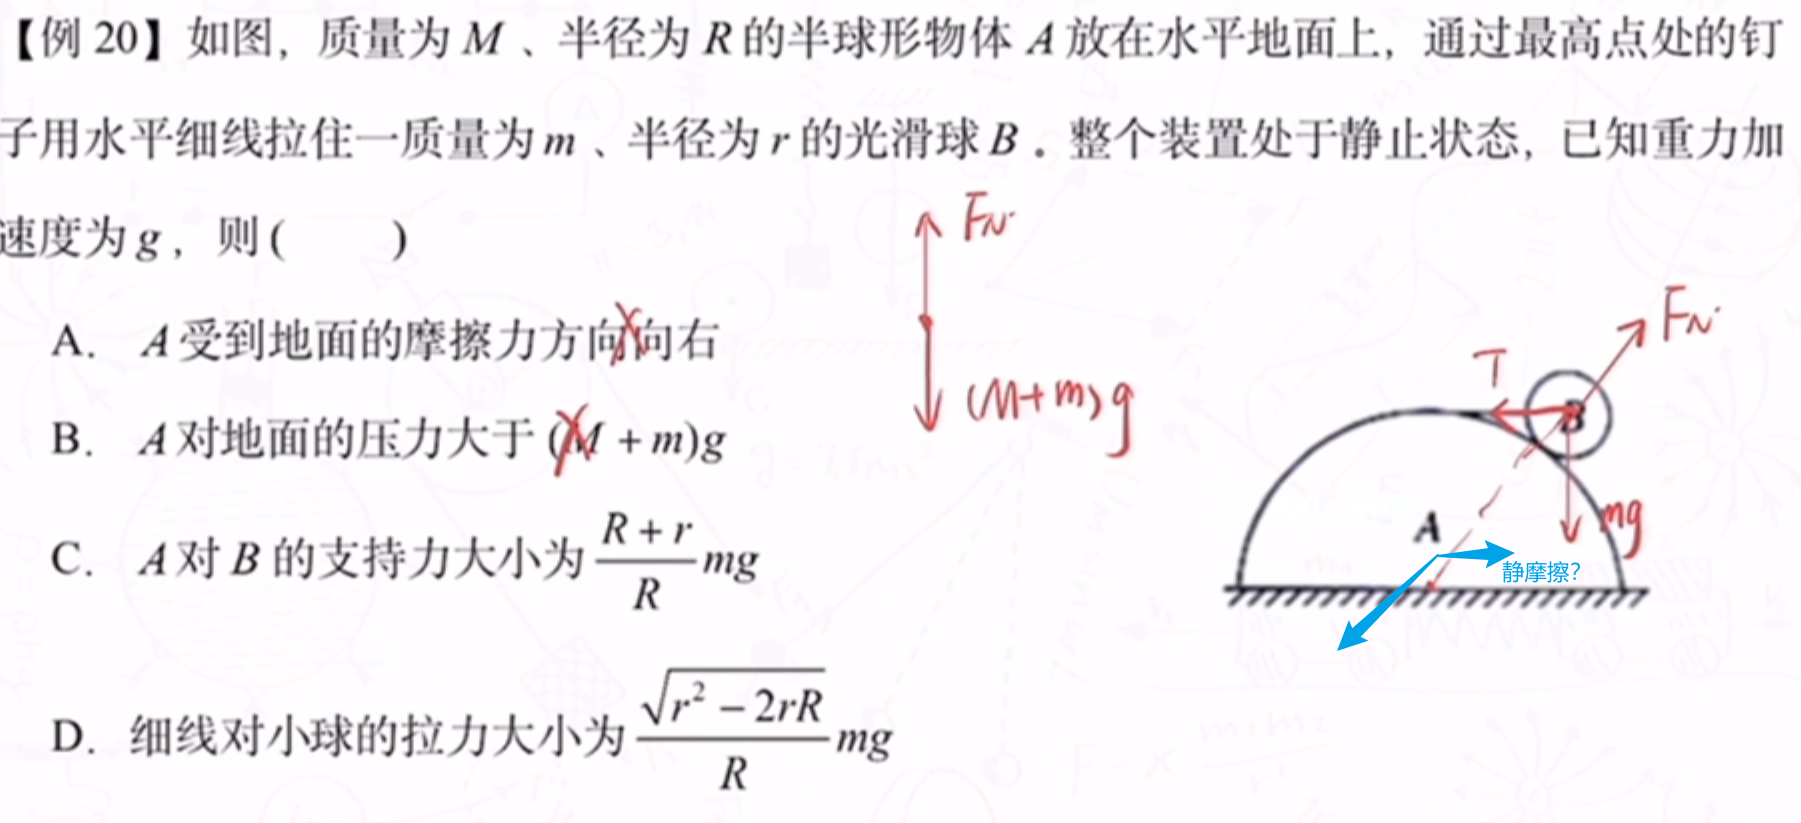 【例 20】如图，质量为 M 、半径为 R 的半球形物体 A 放在水平地面上，通过最高点处的钉
子用水平细线拉住一质量为 m 、半径为 r 的光滑球 B 。整个装置处于静止状态，已知重力加
速度为 g ，则 (　　)
F_N
A． A 受到地面的摩擦力方向向右
(M+m)g
B． A 对地面的压力大于 (M + m)g
C． A 对 B 的支持力大小为 \frac{R + r}{R} mg
D． 细线对小球的拉力大小为 \frac{\sqrt{r^2 - 2rR}}{R} mg
F_N
T
B
mg
A
静摩擦？